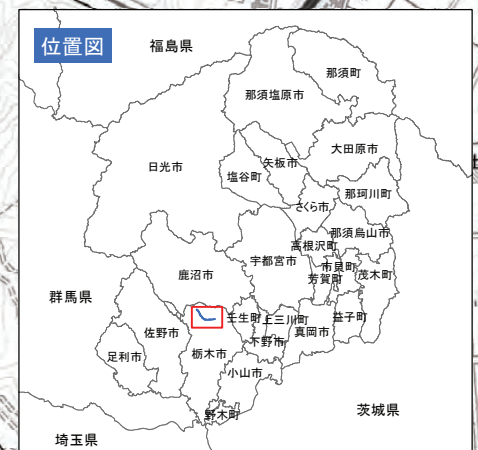 位置図
福島県
那須町
那須塩原市
大田原市
日光市
矢板市
塩谷町
那珂川町
さくら市
那須烏山市
高根沢町
宇都宮市
市貝町
茂木町
芳賀町
鹿沼市
群馬県
壬生町
上三川町
益子町
真岡市
佐野市
下野市
足利市
栃木市
小山市
野木町
茨城県
埼玉県